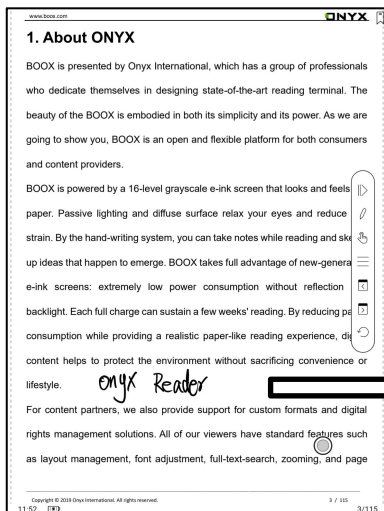 www.boox.com
ONYX
1. About ONYX
BOOX is presented by Onyx International, which has a group of professionals
who dedicate themselves in designing state-of-the-art reading terminal. The
beauty of the BOOX is embodied in both its simplicity and its power. As we are
going to show you, BOOX is an open and flexible platform for both consumers
and content providers.
BOOX is powered by a 16-level grayscale e-ink screen that looks and feels
paper. Passive lighting and diffuse surface relax your eyes and reduce
strain. By the hand-writing system, you can take notes while reading and ske
up ideas that happen to emerge. BOOX takes full advantage of new-genera
e-ink screens: extremely low power consumption without reflection
backlight. Each full charge can sustain a few weeks' reading. By reducing pa
consumption while providing a realistic paper-like reading experience, dig
content helps to protect the environment without sacrificing convenience or
lifestyle. onyx Reader
For content partners, we also provide support for custom formats and digital
rights management solutions. All of our viewers have standard features such
as layout management, font adjustment, full-text-search, zooming, and page
Copyright © 2019 Onyx International. All rights reserved. 3 / 115
11:52 3/115